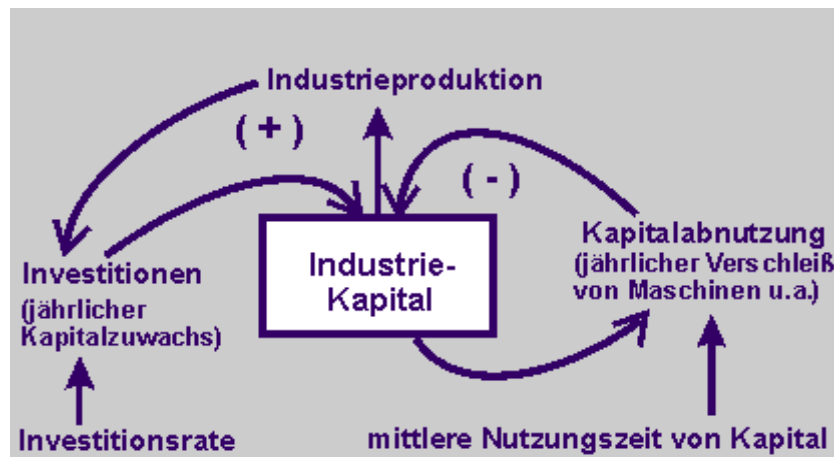 Industrieproduktion
( + )
( - )
Investitionen
(jährlicher
Kapitalzuwachs)
Industrie-
Kapital
Kapitalabnutzung
(jährlicher Verschleiß
von Maschinen u.a.)
Investitionsrate
mittlere Nutzungszeit von Kapital